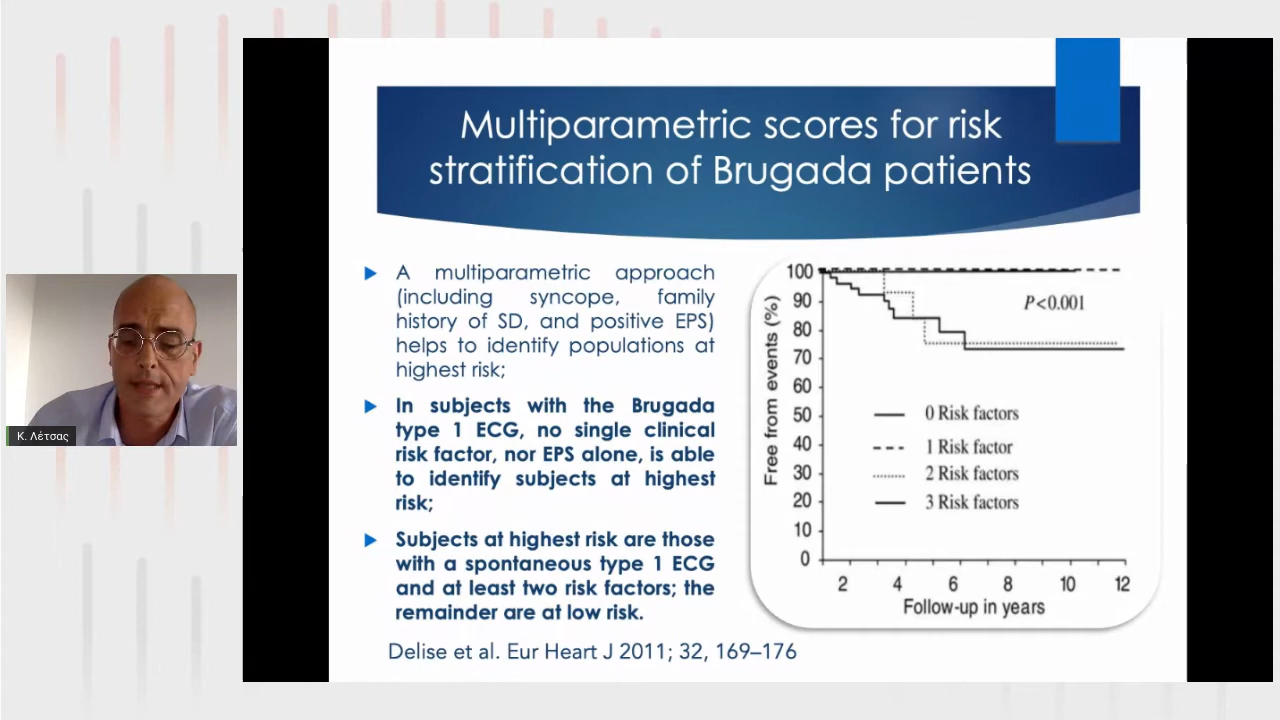 Multiparametric scores for risk
stratification of Brugada patients
A multiparametric approach
(including syncope, family
history of SD, and positive EPS)
helps to identify populations at
highest risk;
In subjects with the Brugada
type 1 ECG, no single clinical
risk factor, nor EPS alone, is able
to identify subjects at highest
risk;
Subjects at highest risk are those
with a spontaneous type 1 ECG
and at least two risk factors; the
remainder are at low risk.
Delise et al. Eur Heart J 2011; 32, 169–176
Free from events (%)
100
90
80
70
60
50
40
30
20
10
0
P<0.001
0 Risk factors
1 Risk factor
2 Risk factors
3 Risk factors
2 4 6 8 10 12
Follow-up in years
Κ. Λέτσας